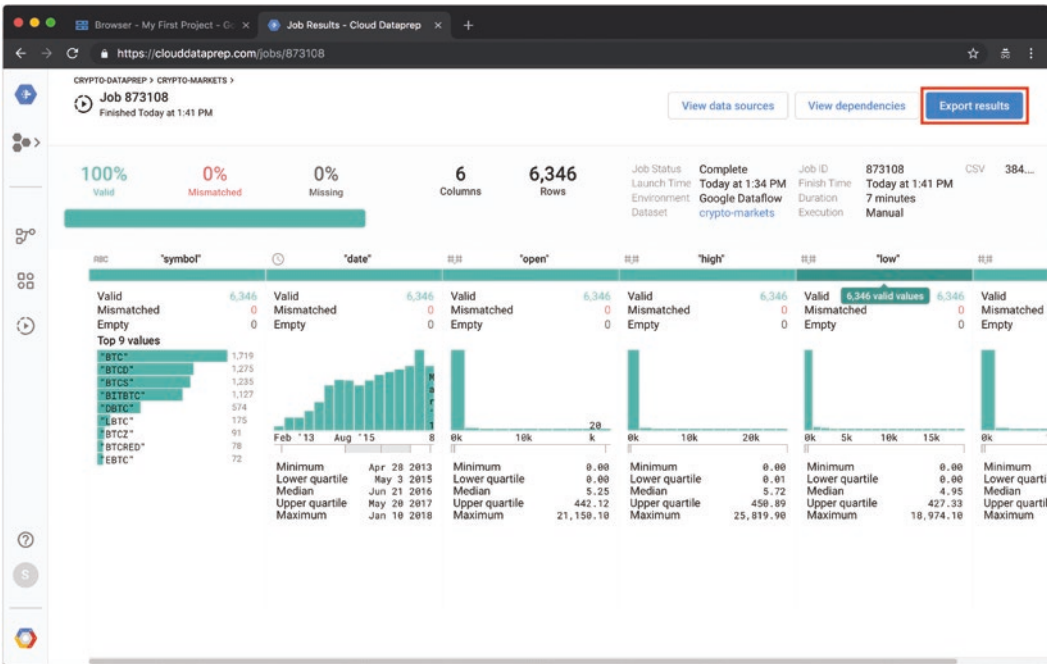 Browser - My First Project - Go
Job Results - Cloud Dataprep
https://clouddataprep.com/jobs/873108
CRYPTO-DATAPREP > CRYPTO-MARKETS >
Job 873108
Finished Today at 1:41 PM
View data sources
View dependencies
Export results
100% 0% 0% 6 6,346
Valid Mismatched Missing Columns Rows
Job Status Complete Job ID 873108 CSV 384....
Launch Time Today at 1:34 PM Finish Time Today at 1:41 PM
Environment Google Dataflow Duration 7 minutes
Dataset crypto-markets Execution Manual
RBC "symbol" "date" #.# "open" #.# "high" #.# "low" #.#
Valid 6,346 Valid 6,346 Valid 6,346 Valid 6,346 Valid 6,346 valid values 6,346 Valid
Mismatched 0 Mismatched 0 Mismatched 0 Mismatched 0 Mismatched 0 Mismatched
Empty 0 Empty 0 Empty 0 Empty 0 Empty 0 Empty
Top 9 values
"BTC" 1,719
"BTCD" 1,275
"BTCS" 1,235
"BITBTC" 1,127
"DBTC" 574
"LBTC" 175
"BTCZ" 91
"BTCRED" 78
"EBTC" 72
Feb '13 Aug '15 Mar '18
0k 10k 20k
0k 10k 20k
0k 5k 10k 15k
0k
Minimum Apr 28 2013 Minimum 0.00 Minimum 0.00 Minimum 0.00 Minimum
Lower quartile May 3 2015 Lower quartile 0.00 Lower quartile 0.01 Lower quartile 0.00 Lower quarti
Median Jun 21 2016 Median 5.25 Median 5.72 Median 4.95 Median
Upper quartile May 20 2017 Upper quartile 442.12 Upper quartile 450.89 Upper quartile 427.33 Upper quartil
Maximum Jan 10 2018 Maximum 21,150.10 Maximum 25,819.90 Maximum 18,974.10 Maximum
S